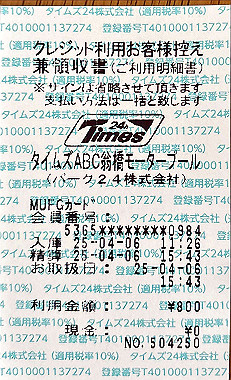 クレジット利用お客様控え
兼領収書(ご利用明細書)
※サインは省略させて頂きます
支払い方法は一括と致します
24h
Times
タイムズABC翁橋モータープール
(パーク24株式会社)
MUFGカード
会員番号:
5365********0984
入庫 25-04-06 11:26
精算 25-04-06 15:43
お取扱日: 25-04-06
15:43
利用金額: ¥800
現金: ¥0
NO.504250